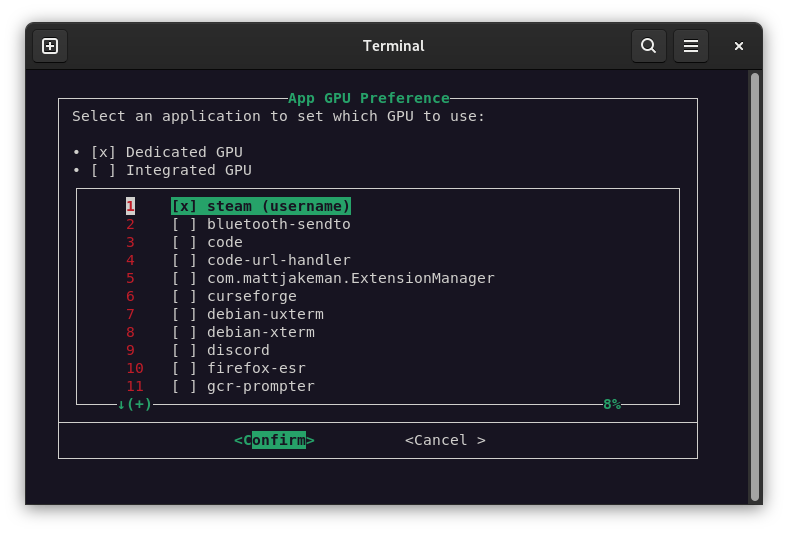 Terminal
App GPU Preference
Select an application to set which GPU to use:
• [x] Dedicated GPU
• [ ] Integrated GPU
1 [x] steam (username)
2 [ ] bluetooth-sendto
3 [ ] code
4 [ ] code-url-handler
5 [ ] com.mattjakeman.ExtensionManager
6 [ ] curseforge
7 [ ] debian-uxterm
8 [ ] debian-xterm
9 [ ] discord
10 [ ] firefox-esr
11 [ ] gcr-prompter
↓(+) 8%
<Confirm> <Cancel >